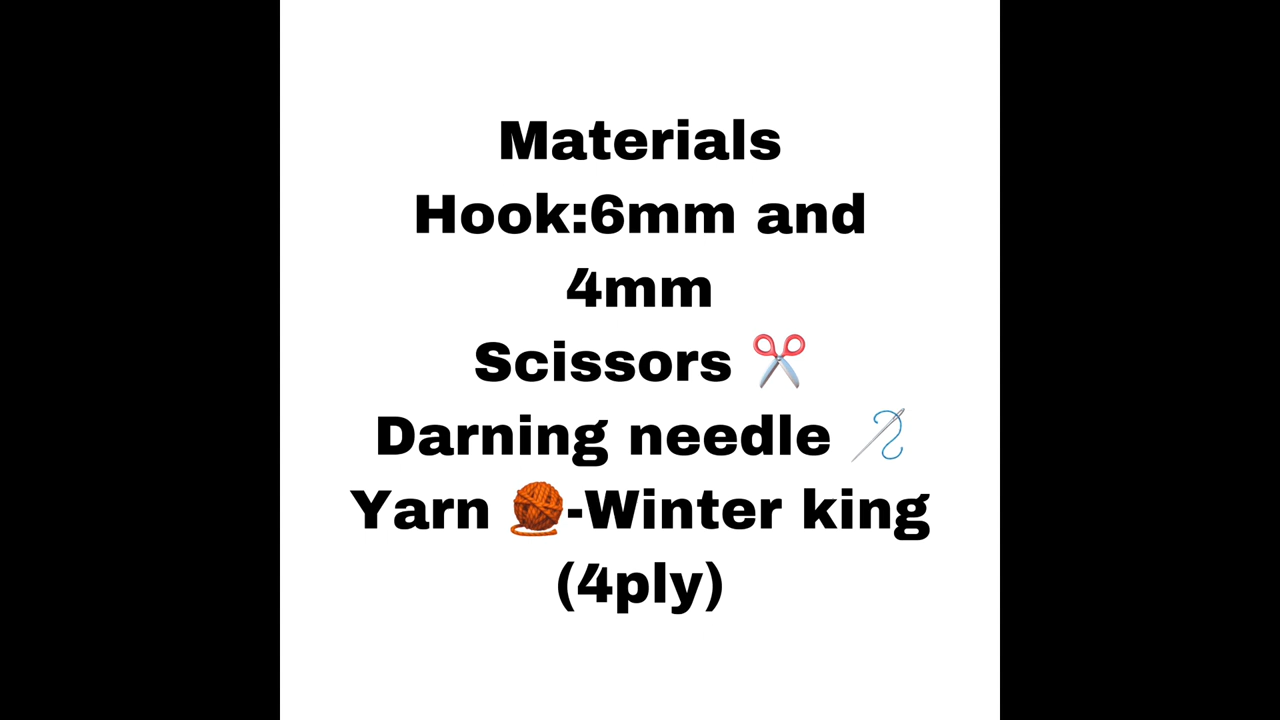 Materials
Hook:6mm and
4mm
Scissors ✂️
Darning needle 🪡
Yarn 🧶-Winter king
(4ply)